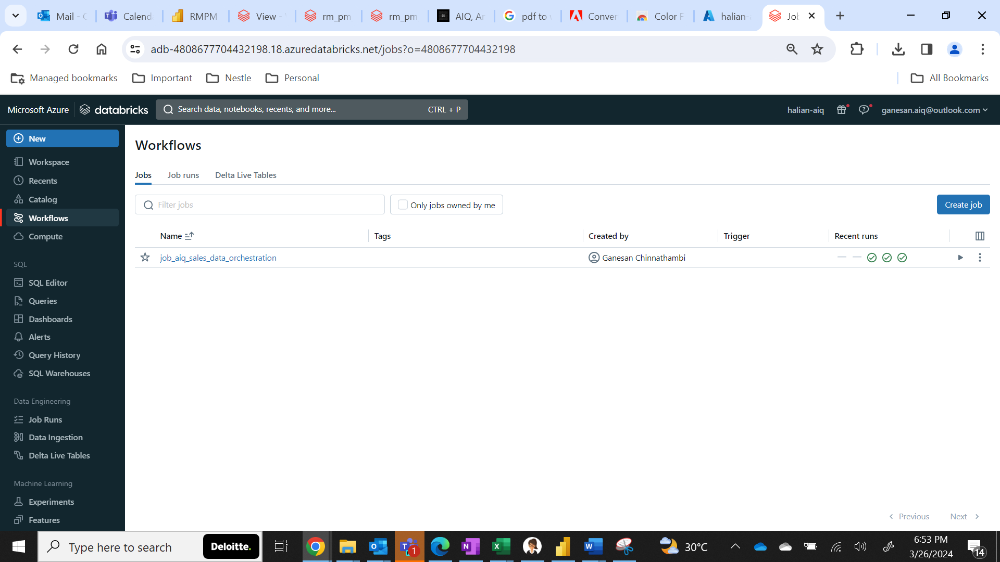 Mail - C
Calend
RMPM
View -
rm_pm
rm_pm
AIQ, Ar
pdf to
Conver
Color F
halian-
Job
adb-4808677704432198.18.azuredatabricks.net/jobs?o=4808677704432198
Managed bookmarks
Important
Nestle
Personal
All Bookmarks
Microsoft Azure
databricks
Search data, notebooks, recents, and more...
CTRL + P
halian-aiq
ganesan.aiq@outlook.com
New
Workspace
Recents
Catalog
Workflows
Compute
SQL
SQL Editor
Queries
Dashboards
Alerts
Query History
SQL Warehouses
Data Engineering
Job Runs
Data Ingestion
Delta Live Tables
Machine Learning
Experiments
Features
Workflows
Jobs
Job runs
Delta Live Tables
Filter jobs
Only jobs owned by me
Create job
Name
Tags
Created by
Trigger
Recent runs
job_aiq_sales_data_orchestration
Ganesan Chinnathambi
Previous
Next
Type here to search
Deloitte.
1
30°C
6:53 PM
3/26/2024
14